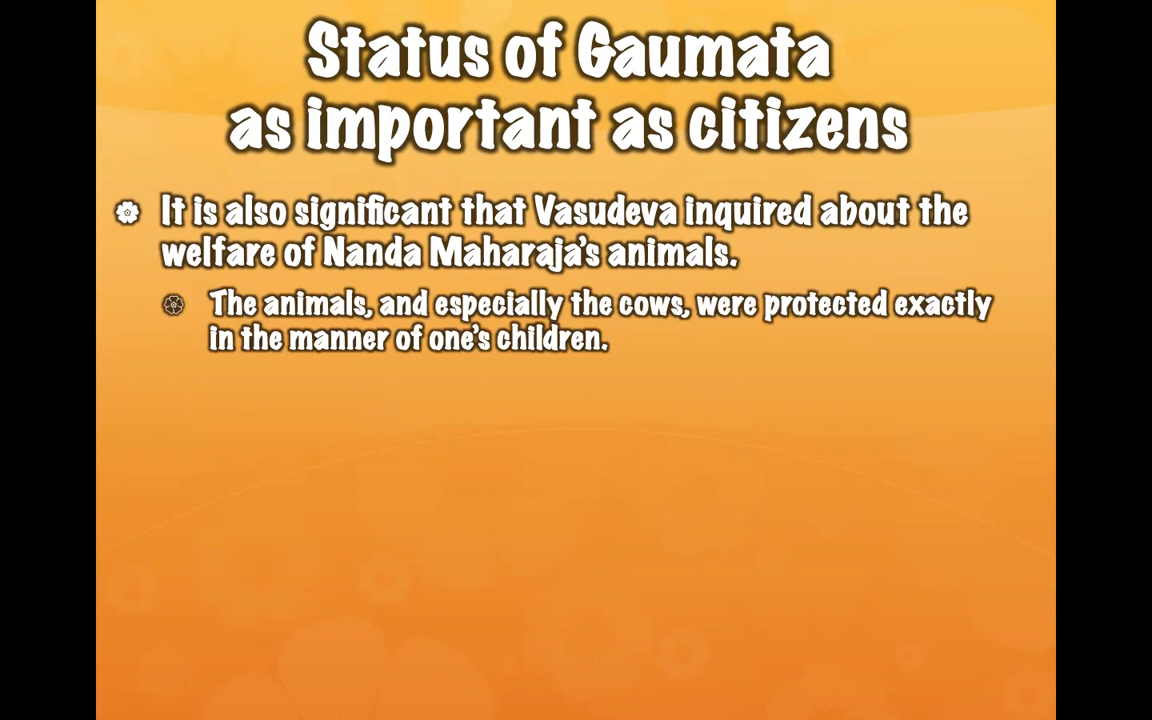 Status of Gaumata
as important as citizens
It is also significant that Vasudeva inquired about the
welfare of Nanda Maharaja's animals.
The animals, and especially the cows, were protected exactly
in the manner of one's children.